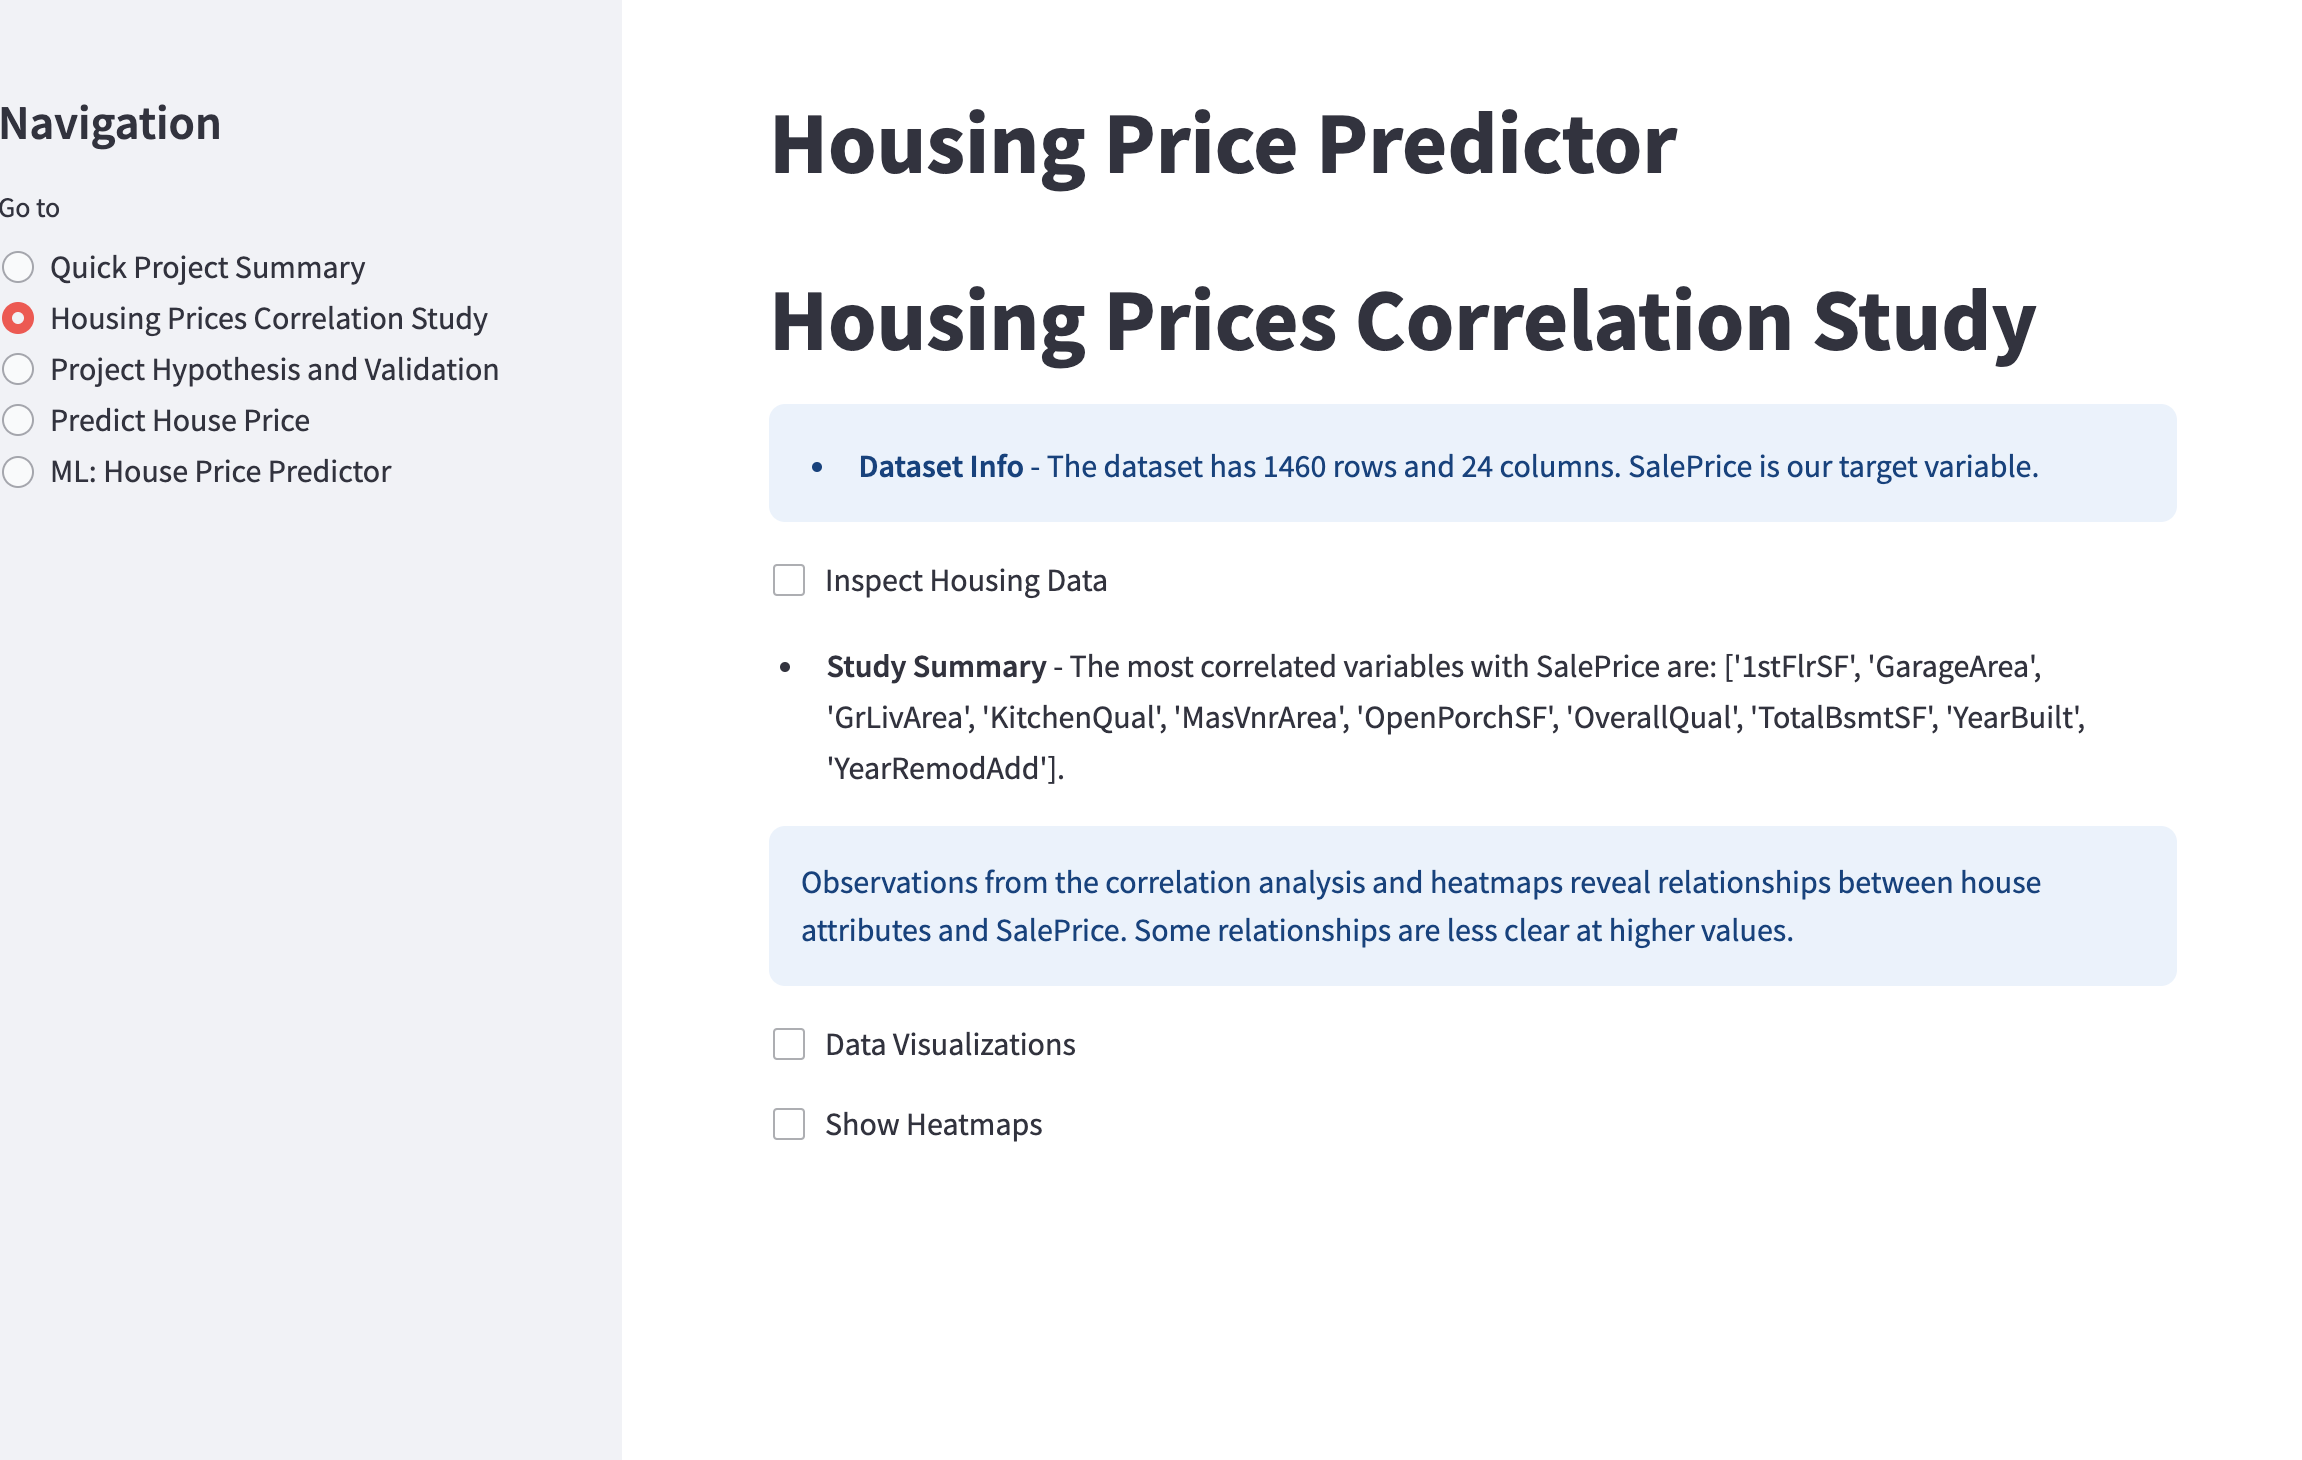 Navigation
Go to
Quick Project Summary
Housing Prices Correlation Study
Project Hypothesis and Validation
Predict House Price
ML: House Price Predictor
Housing Price Predictor
Housing Prices Correlation Study
• Dataset Info - The dataset has 1460 rows and 24 columns. SalePrice is our target variable.
Inspect Housing Data
• Study Summary - The most correlated variables with SalePrice are: ['1stFlrSF', 'GarageArea',
'GrLivArea', 'KitchenQual', 'MasVnrArea', 'OpenPorchSF', 'OverallQual', 'TotalBsmtSF', 'YearBuilt',
'YearRemodAdd'].
Observations from the correlation analysis and heatmaps reveal relationships between house
attributes and SalePrice. Some relationships are less clear at higher values.
Data Visualizations
Show Heatmaps